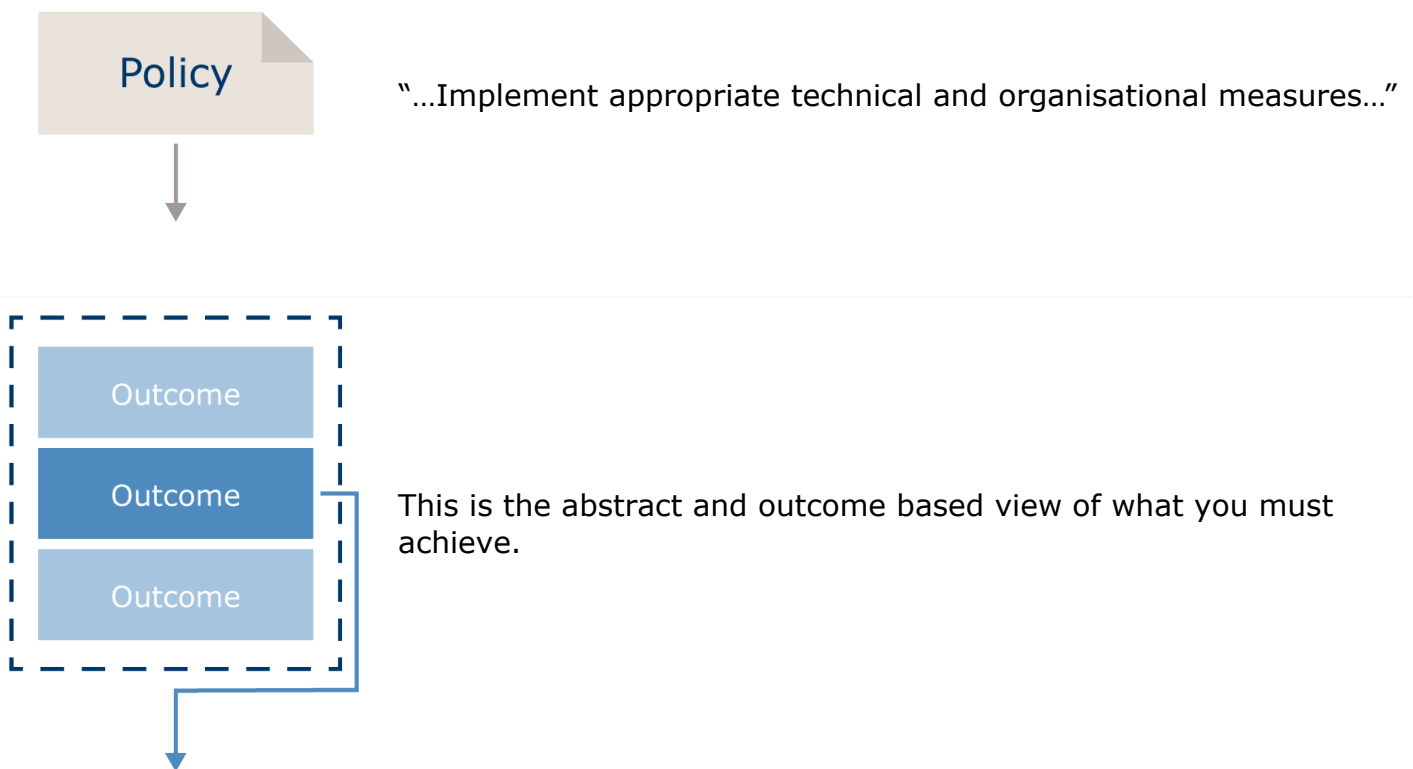 Policy
“…Implement appropriate technical and organisational measures…”
Outcome
Outcome
This is the abstract and outcome based view of what you must
achieve.
Outcome